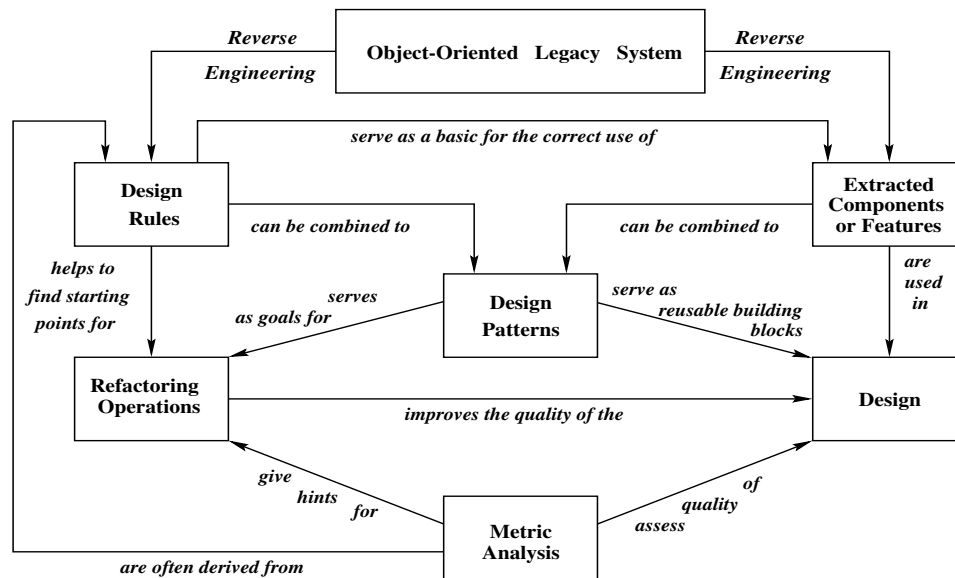 Reverse
Engineering
Object-Oriented Legacy System
Reverse
Engineering
serve as a basic for the correct use of
Design
Rules
Extracted
Components
or Features
can be combined to
can be combined to
helps to
find starting
points for
are
used
in
Design
Patterns
serves
as goals for
serve as
reusable building
blocks
Refactoring
Operations
improves the quality of the
Design
give
hints
for
of
quality
assess
Metric
Analysis
are often derived from